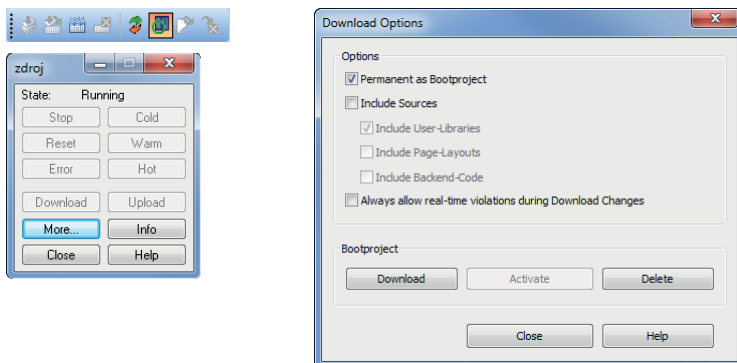 zdroj
State: Running
Stop Cold
Reset Warm
Error Hot
Download Upload
More... Info
Close Help
Download Options
Options
Permanent as Bootproject
Include Sources
Include User-Libraries
Include Page-Layouts
Include Backend-Code
Always allow real-time violations during Download Changes
Bootproject
Download Activate Delete
Close Help